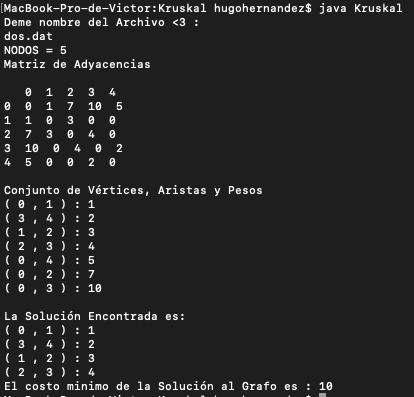 [MacBook-Pro-de-Victor:Kruskal hugohernandez$ java Kruskal
Deme nombre del Archivo <3 :
dos.dat
NODOS = 5
Matriz de Adyacencias
0 1 2 3 4
0 0 1 7 10 5
1 1 0 3 0 0
2 7 3 0 4 0
3 10 0 4 0 2
4 5 0 0 2 0
Conjunto de Vértices, Aristas y Pesos
( 0 , 1 ) : 1
( 3 , 4 ) : 2
( 1 , 2 ) : 3
( 2 , 3 ) : 4
( 0 , 4 ) : 5
( 0 , 2 ) : 7
( 0 , 3 ) : 10
La Solución Encontrada es:
( 0 , 1 ) : 1
( 3 , 4 ) : 2
( 1 , 2 ) : 3
( 2 , 3 ) : 4
El costo minimo de la Solución al Grafo es : 10